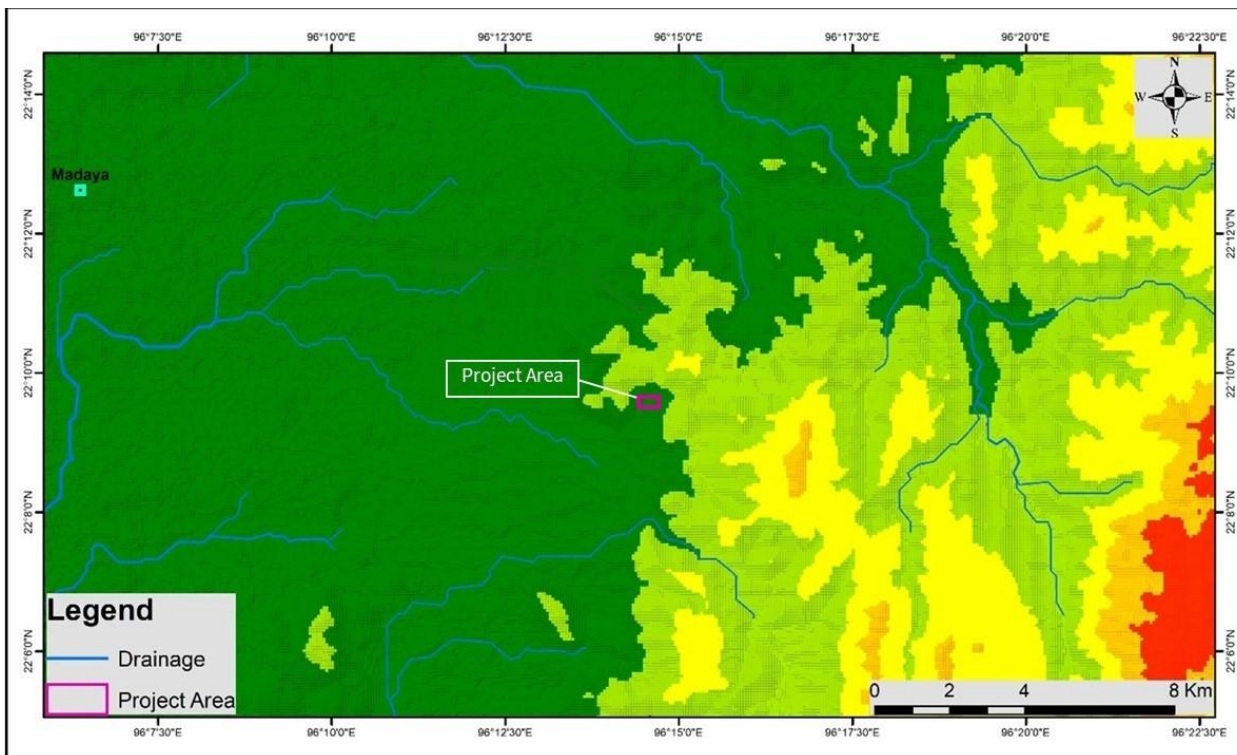 96°7'30"E 96°10'0"E 96°12'30"E 96°15'0"E 96°17'30"E 96°20'0"E 96°22'30"E
N
W E
S
22°14'0"N 22°14'0"N
Madaya
22°12'0"N 22°12'0"N
22°10'0"N 22°10'0"N
Project Area
22°8'0"N 22°8'0"N
Legend
Drainage
Project Area
22°6'0"N 22°6'0"N
0 2 4 8 Km
96°7'30"E 96°10'0"E 96°12'30"E 96°15'0"E 96°17'30"E 96°20'0"E 96°22'30"E